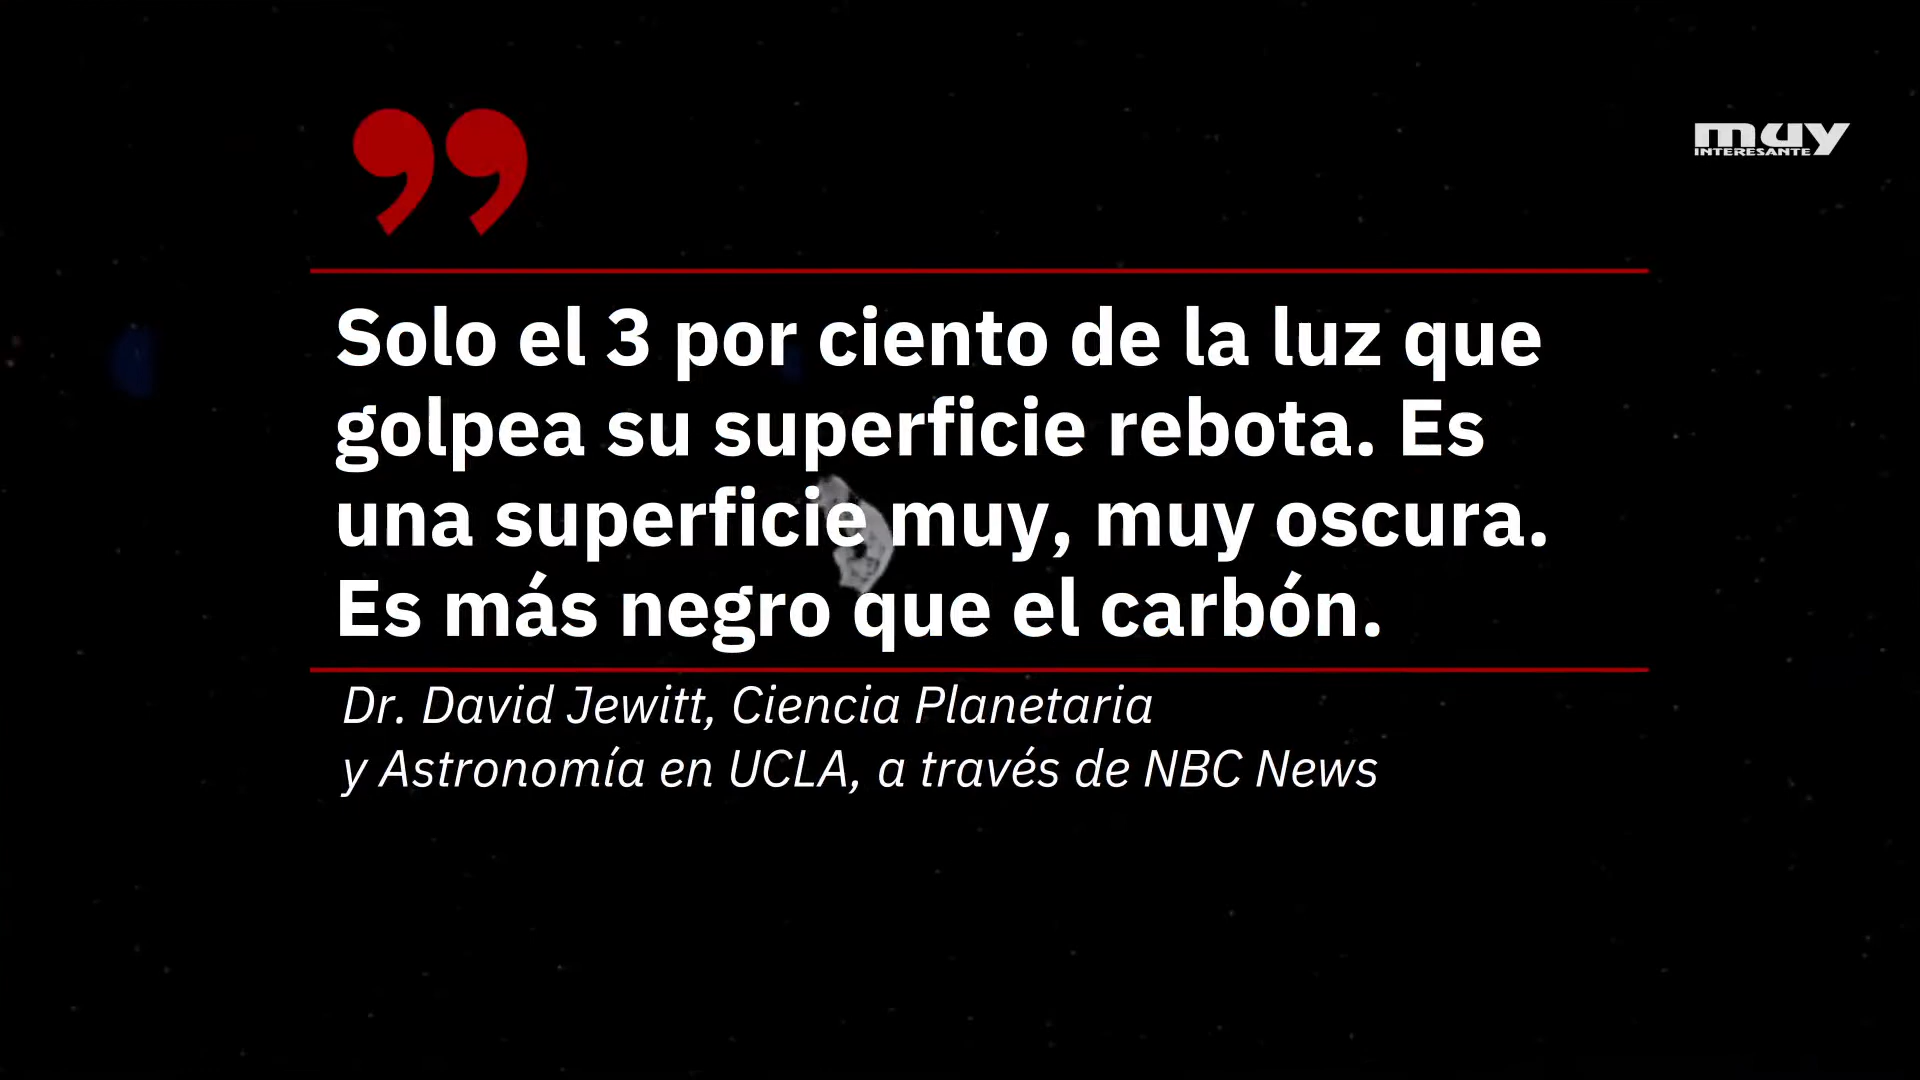 muy
INTERESANTE
Solo el 3 por ciento de la luz que
golpea su superficie rebota. Es
una superficie muy, muy oscura.
Es más negro que el carbón.
Dr. David Jewitt, Ciencia Planetaria
y Astronomía en UCLA, a través de NBC News